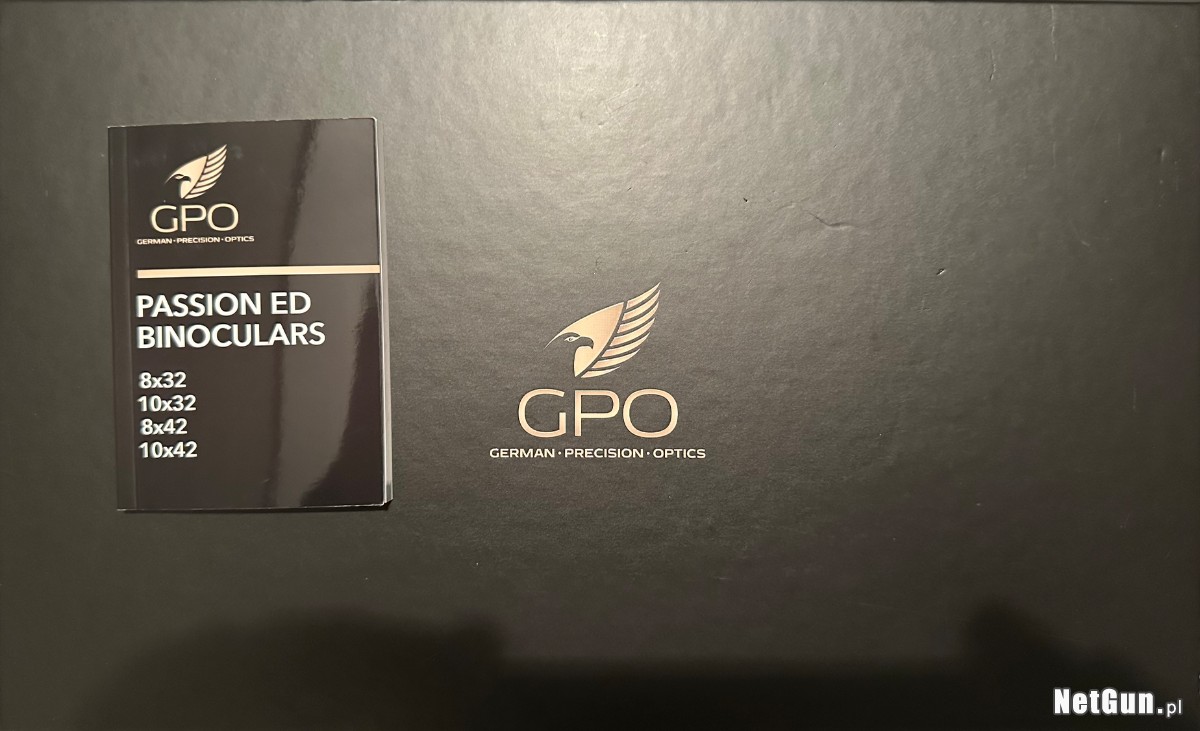 GPO
GERMAN·PRECISION·OPTICS
PASSION ED
BINOCULARS
8x32
10x32
8x42
10x42
GPO
GERMAN·PRECISION·OPTICS
NetGun.pl